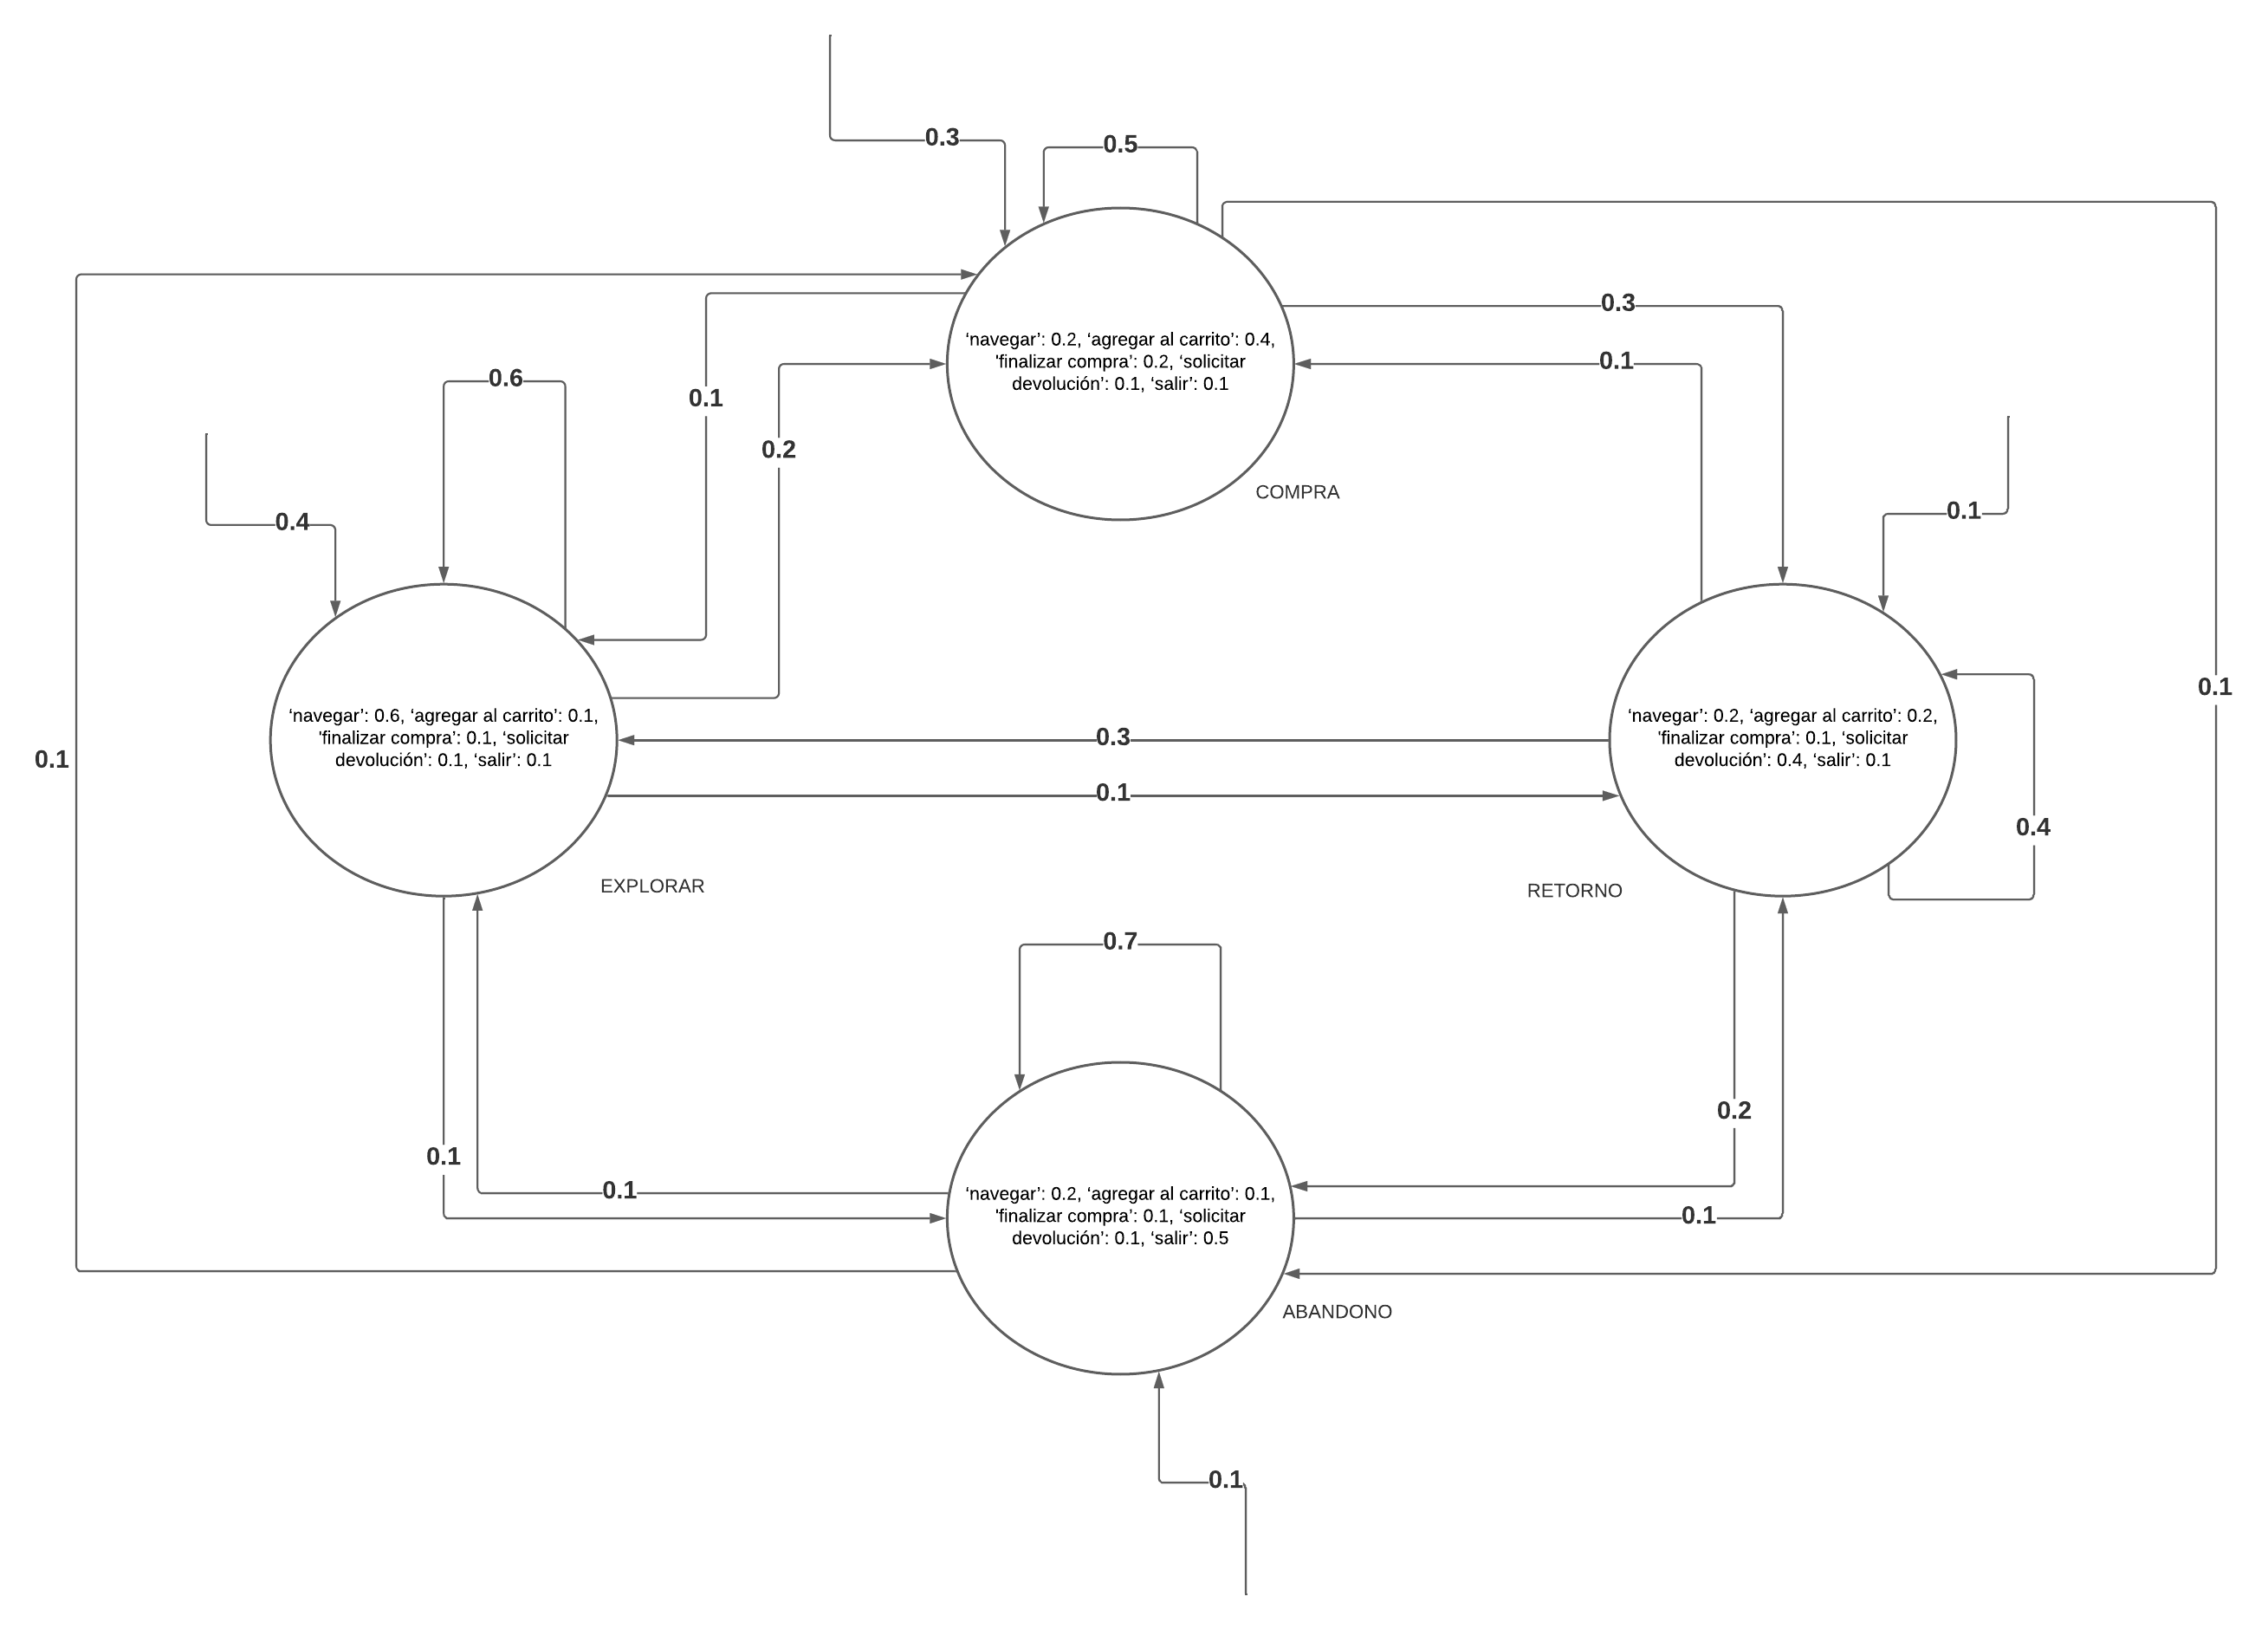 0.3
0.5
0.3
0.1
0.6
0.1
0.2
‘navegar’: 0.2, ‘agregar al carrito’: 0.4,
'finalizar compra’: 0.2, ‘solicitar
devolución’: 0.1, ‘salir’: 0.1
COMPRA
0.4
0.1
0.1
‘navegar’: 0.6, ‘agregar al carrito’: 0.1,
'finalizar compra’: 0.1, ‘solicitar
devolución’: 0.1, ‘salir’: 0.1
EXPLORAR
0.3
0.1
‘navegar’: 0.2, ‘agregar al carrito’: 0.2,
'finalizar compra’: 0.1, ‘solicitar
devolución’: 0.4, ‘salir’: 0.1
RETORNO
0.1
0.4
0.7
0.2
0.1
0.1
‘navegar’: 0.2, ‘agregar al carrito’: 0.1,
'finalizar compra’: 0.1, ‘solicitar
devolución’: 0.1, ‘salir’: 0.5
0.1
ABANDONO
0.1